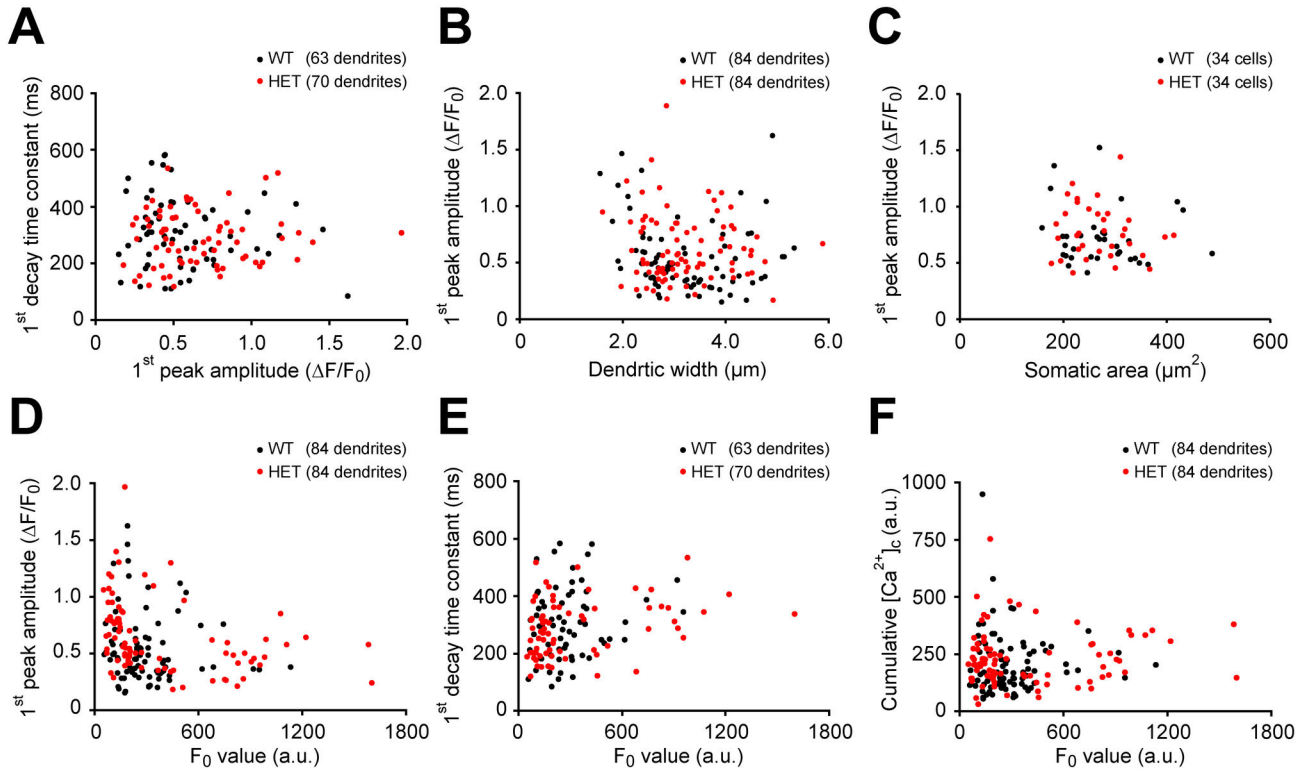 A
WT (63 dendrites)
HET (70 dendrites)
1st decay time constant (ms)
800
600
400
200
0
0 0.5 1.0 1.5 2.0
1st peak amplitude (ΔF/F0)
B
WT (84 dendrites)
HET (84 dendrites)
1st peak amplitude (ΔF/F0)
2.0
1.5
1.0
0.5
0
0 2.0 4.0 6.0
Dendrtic width (µm)
C
WT (34 cells)
HET (34 cells)
1st peak amplitude (ΔF/F0)
2.0
1.5
1.0
0.5
0
0 200 400 600
Somatic area (µm2)
D
WT (84 dendrites)
HET (84 dendrites)
1st peak amplitude (ΔF/F0)
2.0
1.5
1.0
0.5
0
0 600 1200 1800
F0 value (a.u.)
E
WT (63 dendrites)
HET (70 dendrites)
1st decay time constant (ms)
800
600
400
200
0
0 600 1200 1800
F0 value (a.u.)
F
WT (84 dendrites)
HET (84 dendrites)
Cumulative [Ca2+]c (a.u.)
1000
750
500
250
0
0 600 1200 1800
F0 value (a.u.)